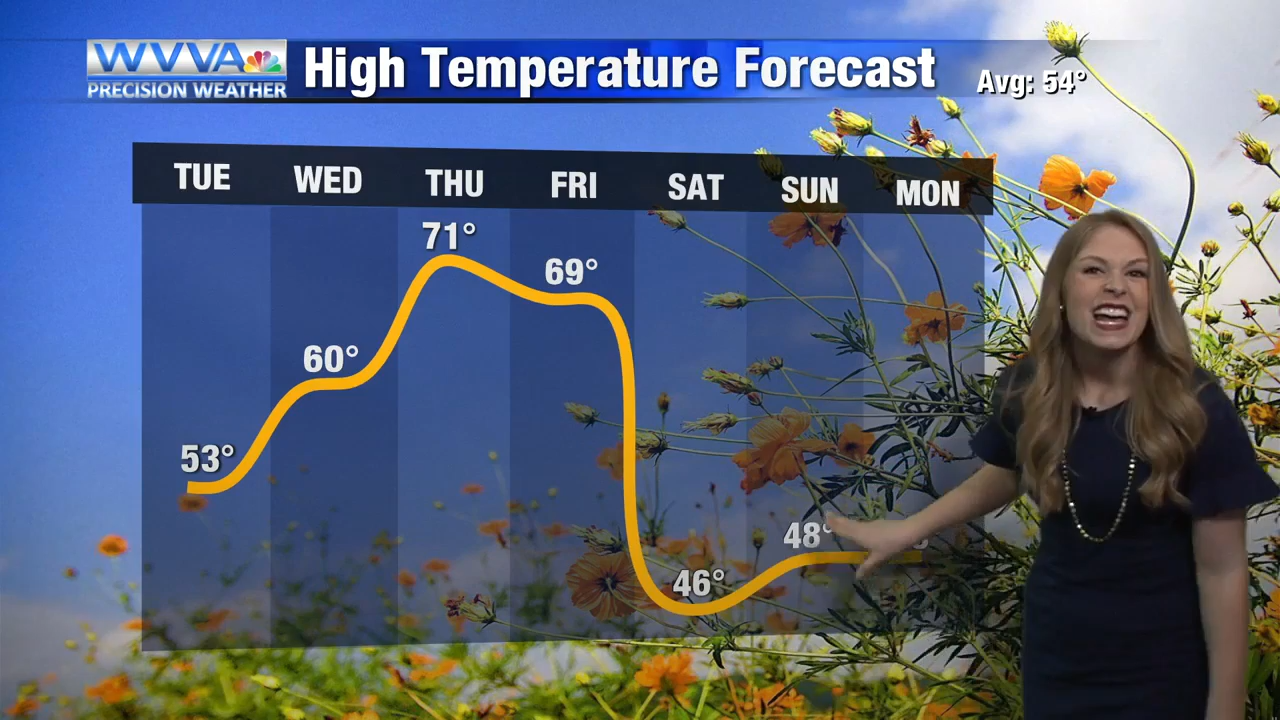 WVVA
PRECISION WEATHER
High Temperature Forecast
Avg: 54°
TUE WED THU FRI SAT SUN MON
53° 60° 71° 69° 46° 48°